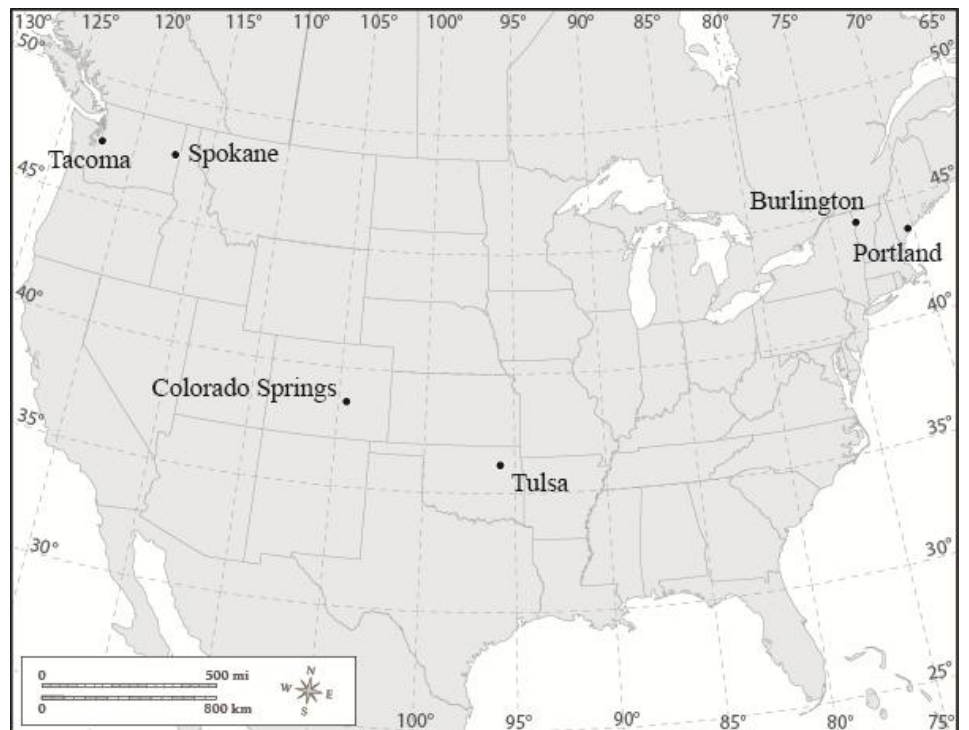 130° 125° 120° 115° 110° 105° 100° 95° 90° 85° 80° 75° 70° 65°
50°
50°
Tacoma
Spokane
45°
45°
Burlington
Portland
40°
40°
Colorado Springs
35°
35°
Tulsa
30°
30°
25°
0 500 mi
0 800 km
N
W E
S
100° 95° 90° 85° 80° 75°